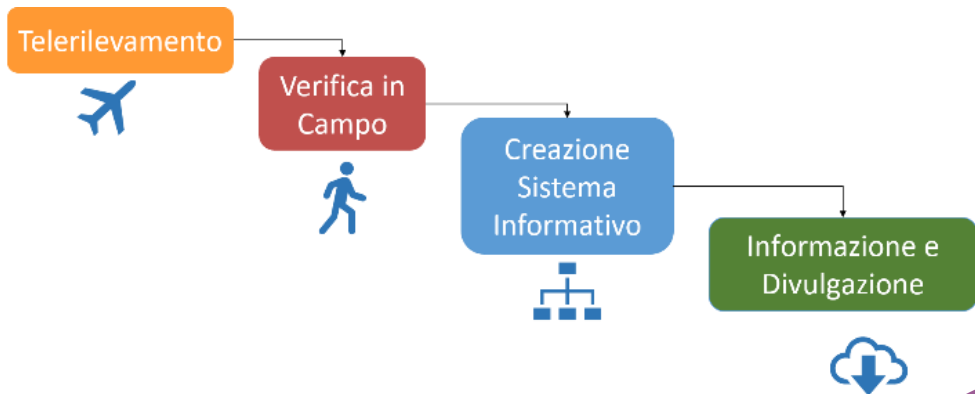 Telerilevamento
Verifica in
Campo
Creazione
Sistema
Informativo
Informazione e
Divulgazione